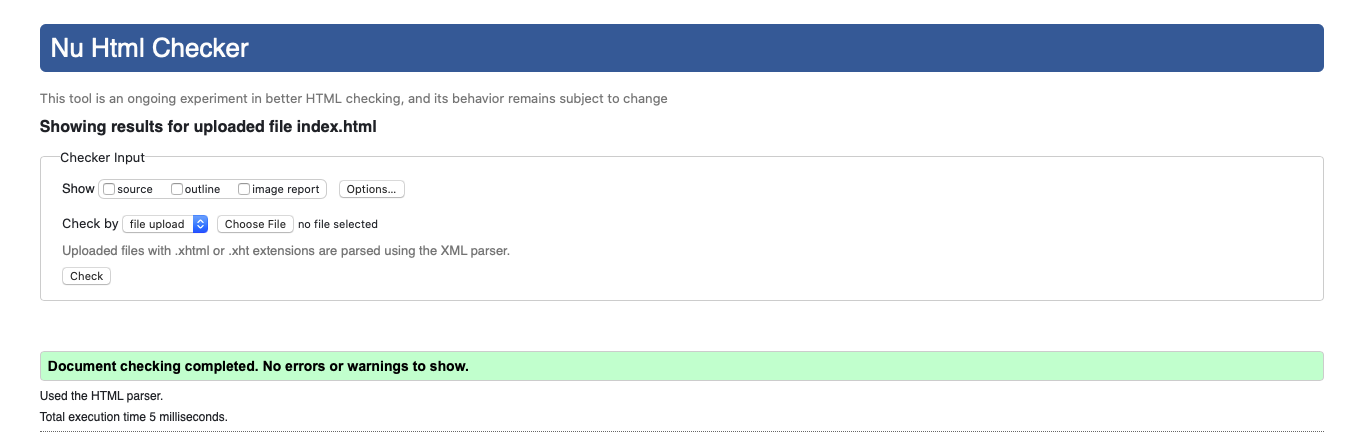 Nu Html Checker
This tool is an ongoing experiment in better HTML checking, and its behavior remains subject to change
Showing results for uploaded file index.html
Checker Input
Show source outline image report Options...
Check by file upload Choose File no file selected
Uploaded files with .xhtml or .xht extensions are parsed using the XML parser.
Check
Document checking completed. No errors or warnings to show.
Used the HTML parser.
Total execution time 5 milliseconds.